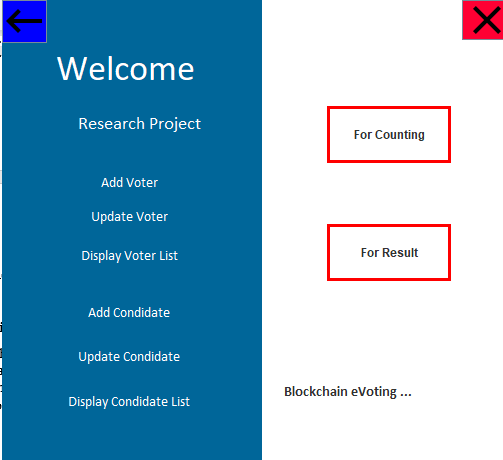 Welcome
Research Project
Add Voter
Update Voter
Display Voter List
Add Condidate
Update Condidate
Display Condidate List
For Counting
For Result
Blockchain eVoting ...